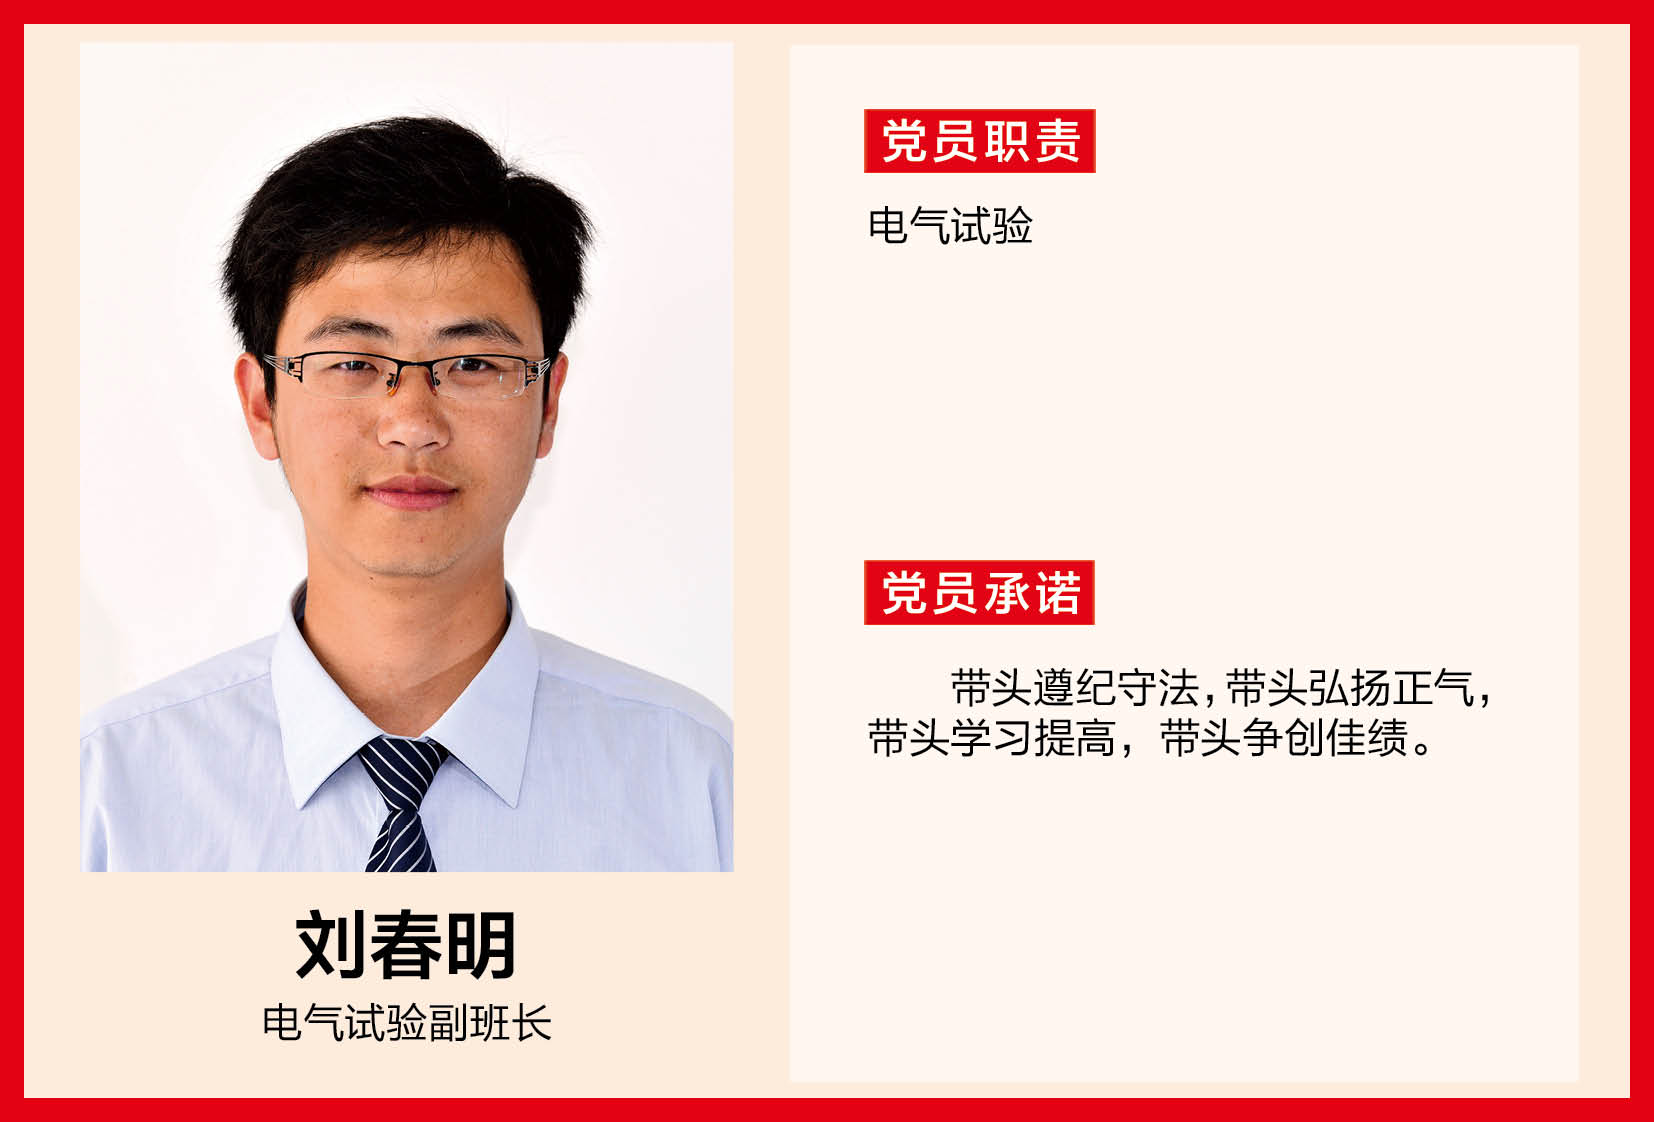 党员职责
电气试验
党员承诺
带头遵纪守法，带头弘扬正气，
带头学习提高，带头争创佳绩。
刘春明
电气试验副班长